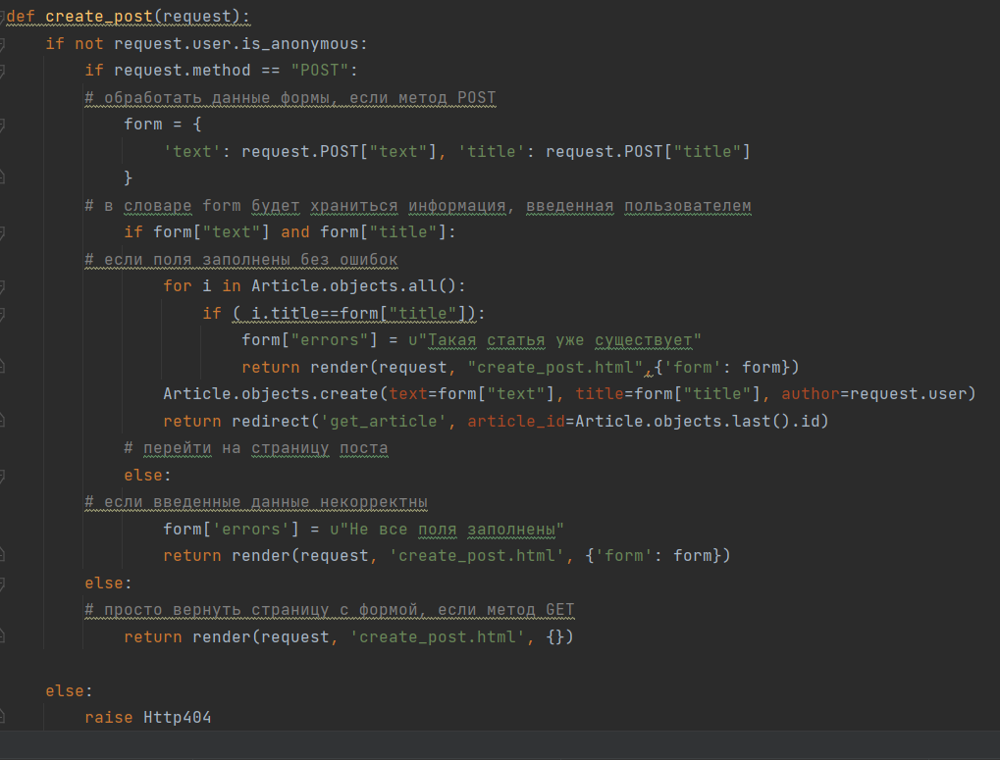 def create_post(request):
    if not request.user.is_anonymous:
        if request.method == "POST":
        # обработать данные формы, если метод POST
            form = {
                'text': request.POST["text"], 'title': request.POST["title"]
            }
        # в словаре form будет храниться информация, введенная пользователем
            if form["text"] and form["title"]:
        # если поля заполнены без ошибок
                for i in Article.objects.all():
                    if ( i.title==form["title"]):
                        form["errors"] = u"Такая статья уже существует"
                        return render(request, "create_post.html",{'form': form})
                Article.objects.create(text=form["text"], title=form["title"], author=request.user)
                return redirect('get_article', article_id=Article.objects.last().id)
            # перейти на страницу поста
            else:
        # если введенные данные некорректны
                form['errors'] = u"Не все поля заполнены"
                return render(request, 'create_post.html', {'form': form})
        else:
        # просто вернуть страницу с формой, если метод GET
            return render(request, 'create_post.html', {})

    else:
        raise Http404